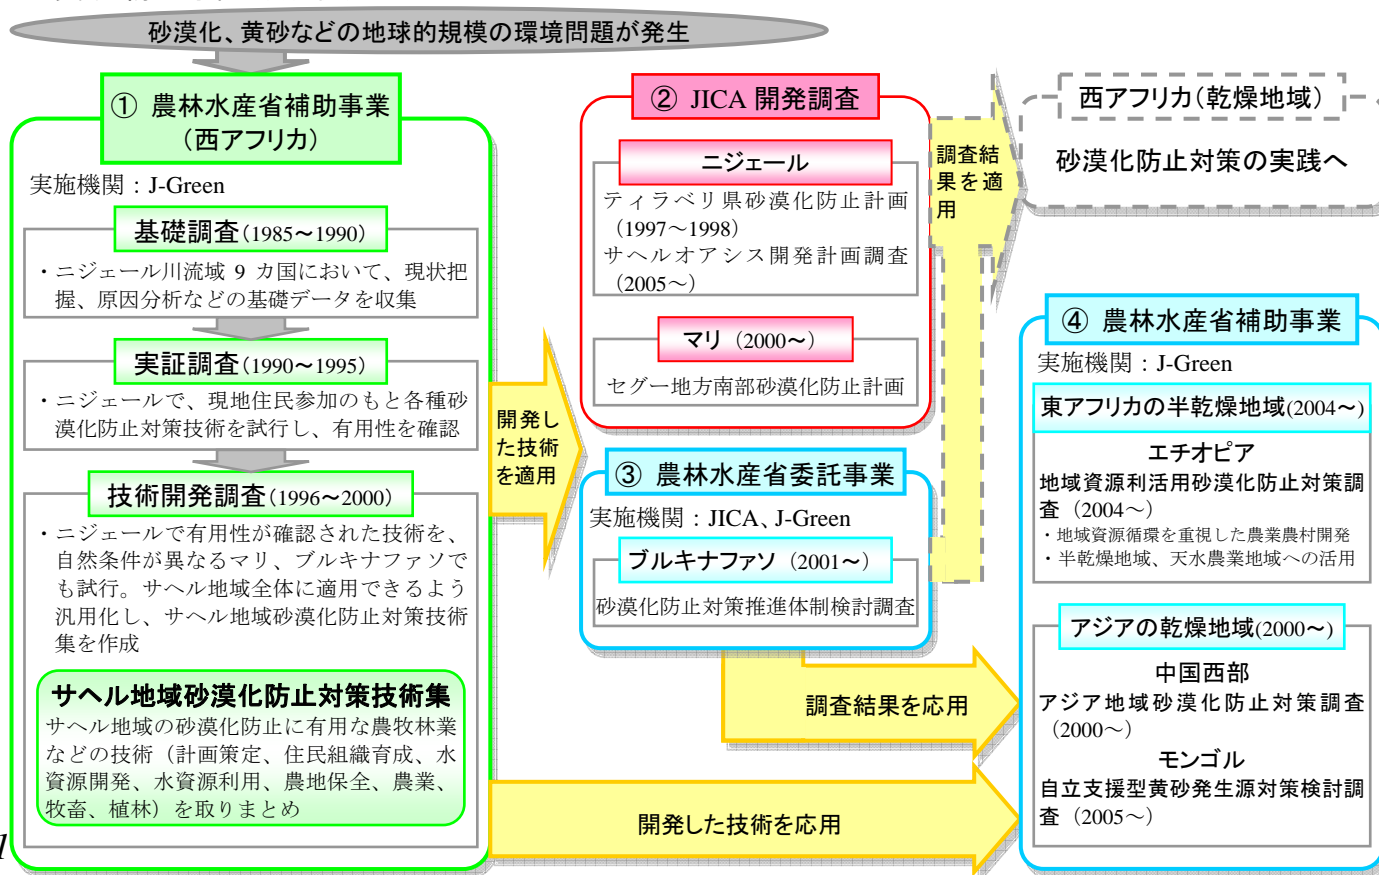 砂漠化、黄砂などの地球的規模の環境問題が発生
① 農林水産省補助事業
(西アフリカ)
実施機関：J-Green
基礎調査(1985～1990)
・ニジェール川流域 9 カ国において、現状把
握、原因分析などの基礎データを収集
実証調査(1990～1995)
・ニジェールで、現地住民参加のもと各種砂
漠化防止対策技術を試行し、有用性を確認
技術開発調査(1996～2000)
・ニジェールで有用性が確認された技術を、
自然条件が異なるマリ、ブルキナファソで
も試行。サヘル地域全体に適用できるよう
汎用化し、サヘル地域砂漠化防止対策技術
集を作成
サヘル地域砂漠化防止対策技術集
サヘル地域の砂漠化防止に有用な農牧林業
などの技術（計画策定、住民組織育成、水
資源開発、水資源利用、農地保全、農業、
牧畜、植林）を取りまとめ
開発し
た技術
を適用
② JICA 開発調査
ニジェール
ティラベリ県砂漠化防止計画
（1997～1998）
サヘルオアシス開発計画調査
（2005～）
マリ（2000～）
セグー地方南部砂漠化防止計画
③ 農林水産省委託事業
実施機関：JICA、J-Green
ブルキナファソ（2001～）
砂漠化防止対策推進体制検討調査
調査結
果を適
用
西アフリカ(乾燥地域)
砂漠化防止対策の実践へ
④ 農林水産省補助事業
実施機関：J-Green
東アフリカの半乾燥地域(2004～)
エチオピア
地域資源利活用砂漠化防止対策調
査（2004～）
・地域資源循環を重視した農業農村開発
・半乾燥地域、天水農業地域への活用
アジアの乾燥地域(2000～)
中国西部
アジア地域砂漠化防止対策調査
（2000～）
モンゴル
自立支援型黄砂発生源対策検討調
査（2005～）
調査結果を応用
開発した技術を応用